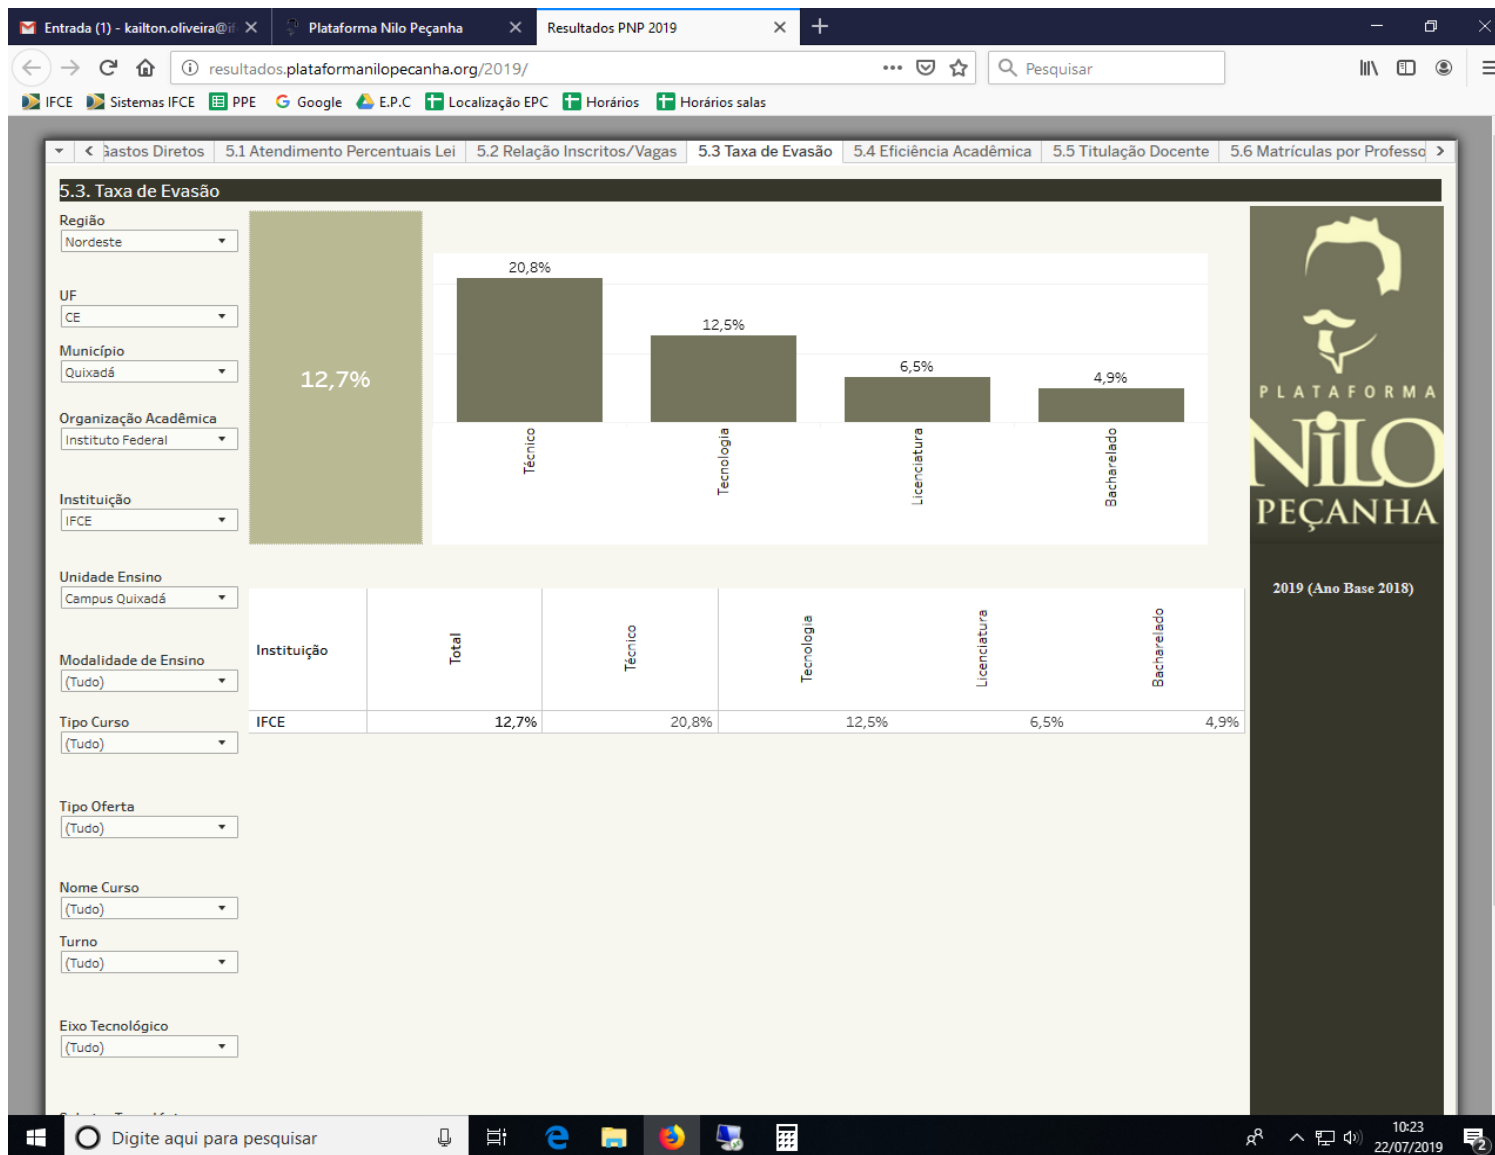 Entrada (1) - kailton.oliveira@if
Plataforma Nilo Peçanha
Resultados PNP 2019
resultados.plataformanilopecanha.org/2019/
Pesquisar
IFCE Sistemas IFCE PPE Google E.P.C Localização EPC Horários Horários salas
Gastos Diretos 5.1 Atendimento Percentuais Lei 5.2 Relação Inscritos/Vagas 5.3 Taxa de Evasão 5.4 Eficiência Acadêmica 5.5 Titulação Docente 5.6 Matrículas por Professo
5.3. Taxa de Evasão
Região
Nordeste
UF
CE
Município
Quixadá
Organização Acadêmica
Instituto Federal
Instituição
IFCE
Unidade Ensino
Campus Quixadá
Modalidade de Ensino
(Tudo)
Tipo Curso
(Tudo)
Tipo Oferta
(Tudo)
Nome Curso
(Tudo)
Turno
(Tudo)
Eixo Tecnológico
(Tudo)
12,7%
20,8%
12,5%
6,5%
4,9%
Técnico
Tecnologia
Licenciatura
Bacharelado
Instituição Total Técnico Tecnologia Licenciatura Bacharelado
IFCE 12,7% 20,8% 12,5% 6,5% 4,9%
PLATAFORMA
NILO
PEÇANHA
2019 (Ano Base 2018)
Digite aqui para pesquisar
10:23
22/07/2019
2